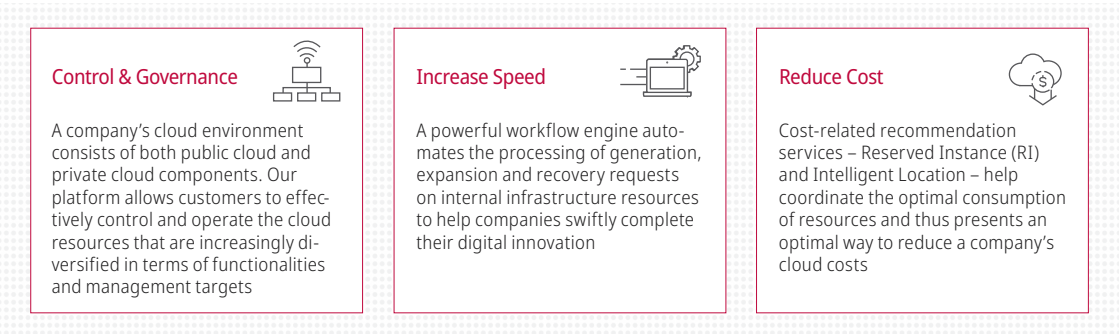 Control & Governance
A company's cloud environment
consists of both public cloud and
private cloud components. Our
platform allows customers to effec-
tively control and operate the cloud
resources that are increasingly di-
versified in terms of functionalities
and management targets
Increase Speed
A powerful workflow engine auto-
mates the processing of generation,
expansion and recovery requests
on internal infrastructure resources
to help companies swiftly complete
their digital innovation
Reduce Cost
$
Cost-related recommendation
services – Reserved Instance (RI)
and Intelligent Location – help
coordinate the optimal consumption
of resources and thus presents an
optimal way to reduce a company's
cloud costs